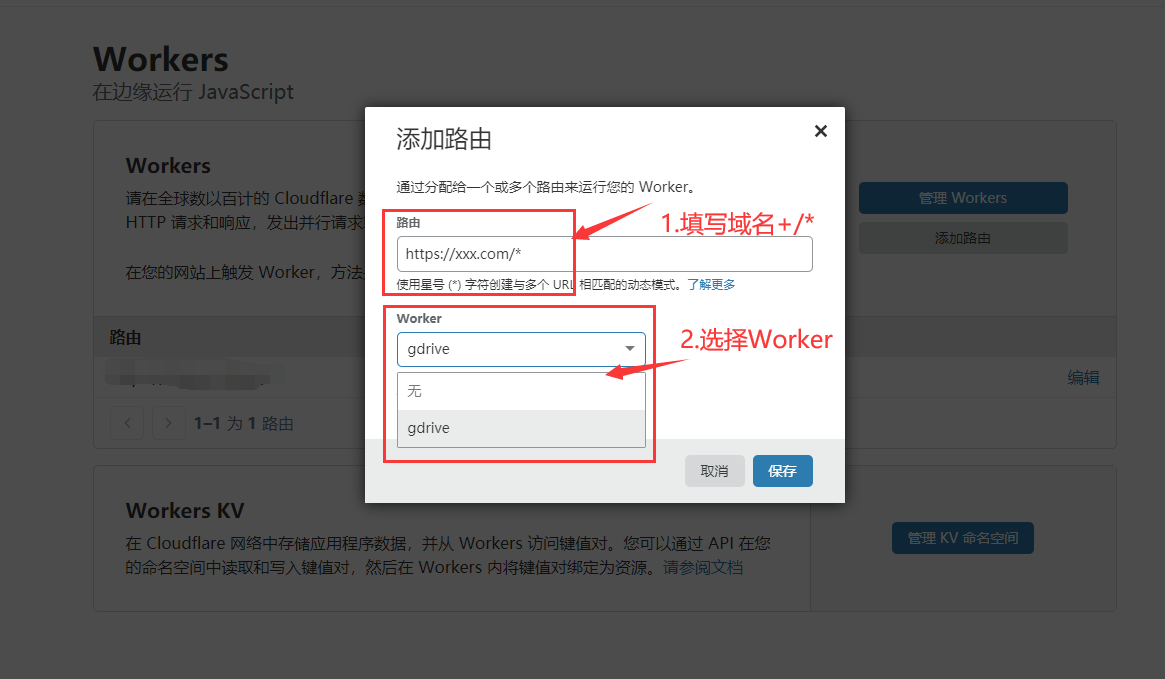 Workers
在边缘运行 JavaScript
Workers
请在全球数以百计的 Cloudflare
HTTP 请求和响应，发出并行请求
在您的网站上触发 Worker，方法
管理 Workers
添加路由
路由
编辑
1–1 为 1 路由
添加路由
×
通过分配给一个或多个路由来运行您的 Worker。
路由
1.填写域名+/*
https://xxx.com/*
使用星号 (*) 字符创建与多个 URL 相匹配的动态模式。了解更多
Worker
gdrive
2.选择Worker
无
gdrive
取消
保存
Workers KV
在 Cloudflare 网络中存储应用程序数据，并从 Workers 访问键值对。您可以通过 API 在您
的命名空间中读取和写入键值对，然后在 Workers 内将键值对绑定为资源。请参阅文档
管理 KV 命名空间